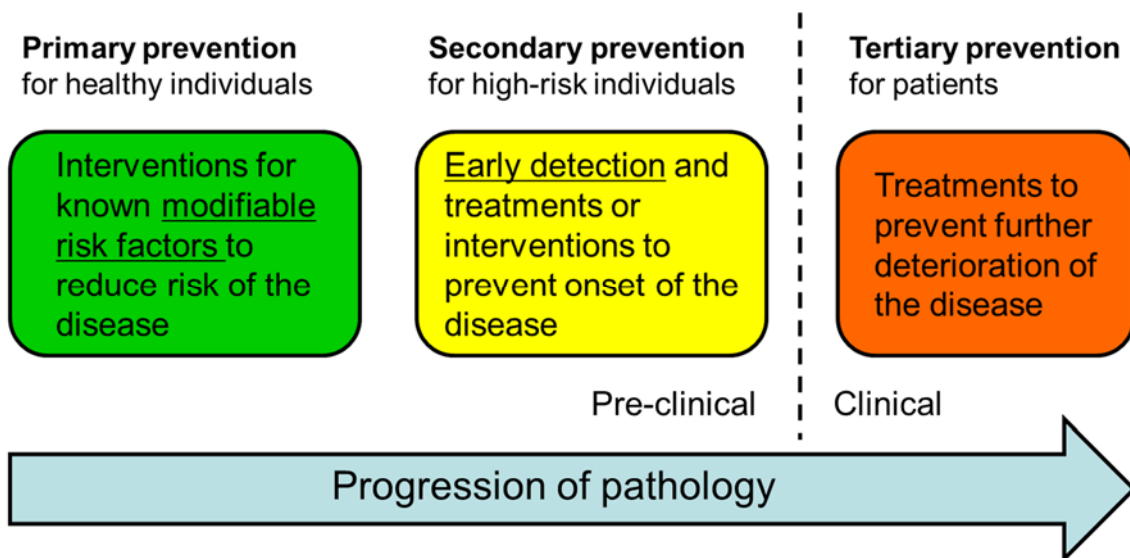 Primary prevention
for healthy individuals
Interventions for
known modifiable
risk factors to
reduce risk of the
disease
Secondary prevention
for high-risk individuals
Early detection and
treatments or
interventions to
prevent onset of the
disease
Tertiary prevention
for patients
Treatments to
prevent further
deterioration of
the disease
Pre-clinical
Clinical
Progression of pathology